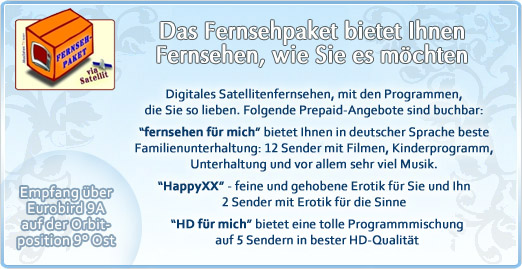 Das Fernsehpaket bietet Ihnen
Fernsehen, wie Sie es möchten
FERNSEH-
PAKET
via
Satellit
Digitales Satellitenfernsehen, mit den Programmen,
die Sie so lieben. Folgende Prepaid-Angebote sind buchbar:
“fernsehen für mich” bietet Ihnen in deutscher Sprache beste
Familienunterhaltung: 12 Sender mit Filmen, Kinderprogramm,
Unterhaltung und vor allem sehr viel Musik.
“HappyXX” - feine und gehobene Erotik für Sie und Ihn
2 Sender mit Erotik für die Sinne
“HD für mich” bietet eine tolle Programmmischung
auf 5 Sendern in bester HD-Qualität
Empfang über
Eurobird 9A
auf der Orbit-
position 9° Ost